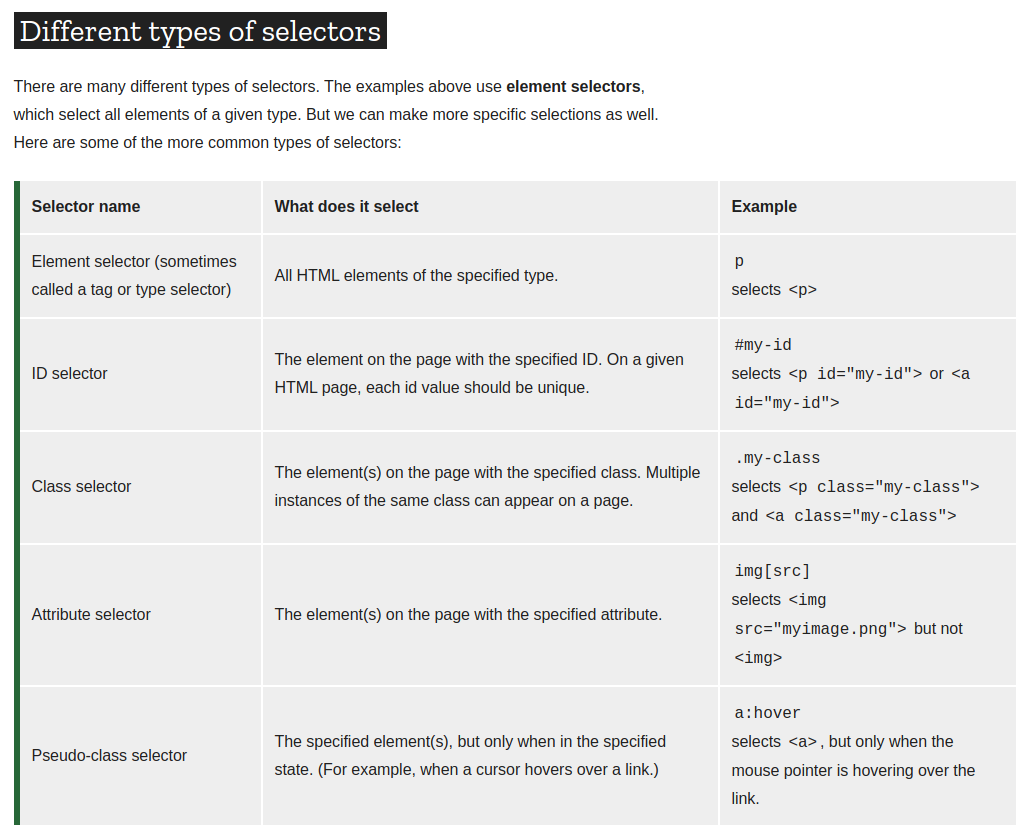 Different types of selectors
There are many different types of selectors. The examples above use element selectors,
which select all elements of a given type. But we can make more specific selections as well.
Here are some of the more common types of selectors:
Selector name
What does it select
Example
Element selector (sometimes
called a tag or type selector)
All HTML elements of the specified type.
p
selects <p>
ID selector
The element on the page with the specified ID. On a given
HTML page, each id value should be unique.
#my-id
selects <p id="my-id"> or <a
id="my-id">
Class selector
The element(s) on the page with the specified class. Multiple
instances of the same class can appear on a page.
.my-class
selects <p class="my-class">
and <a class="my-class">
Attribute selector
The element(s) on the page with the specified attribute.
img[src]
selects <img
src="myimage.png"> but not
<img>
Pseudo-class selector
The specified element(s), but only when in the specified
state. (For example, when a cursor hovers over a link.)
a:hover
selects <a>, but only when the
mouse pointer is hovering over the
link.